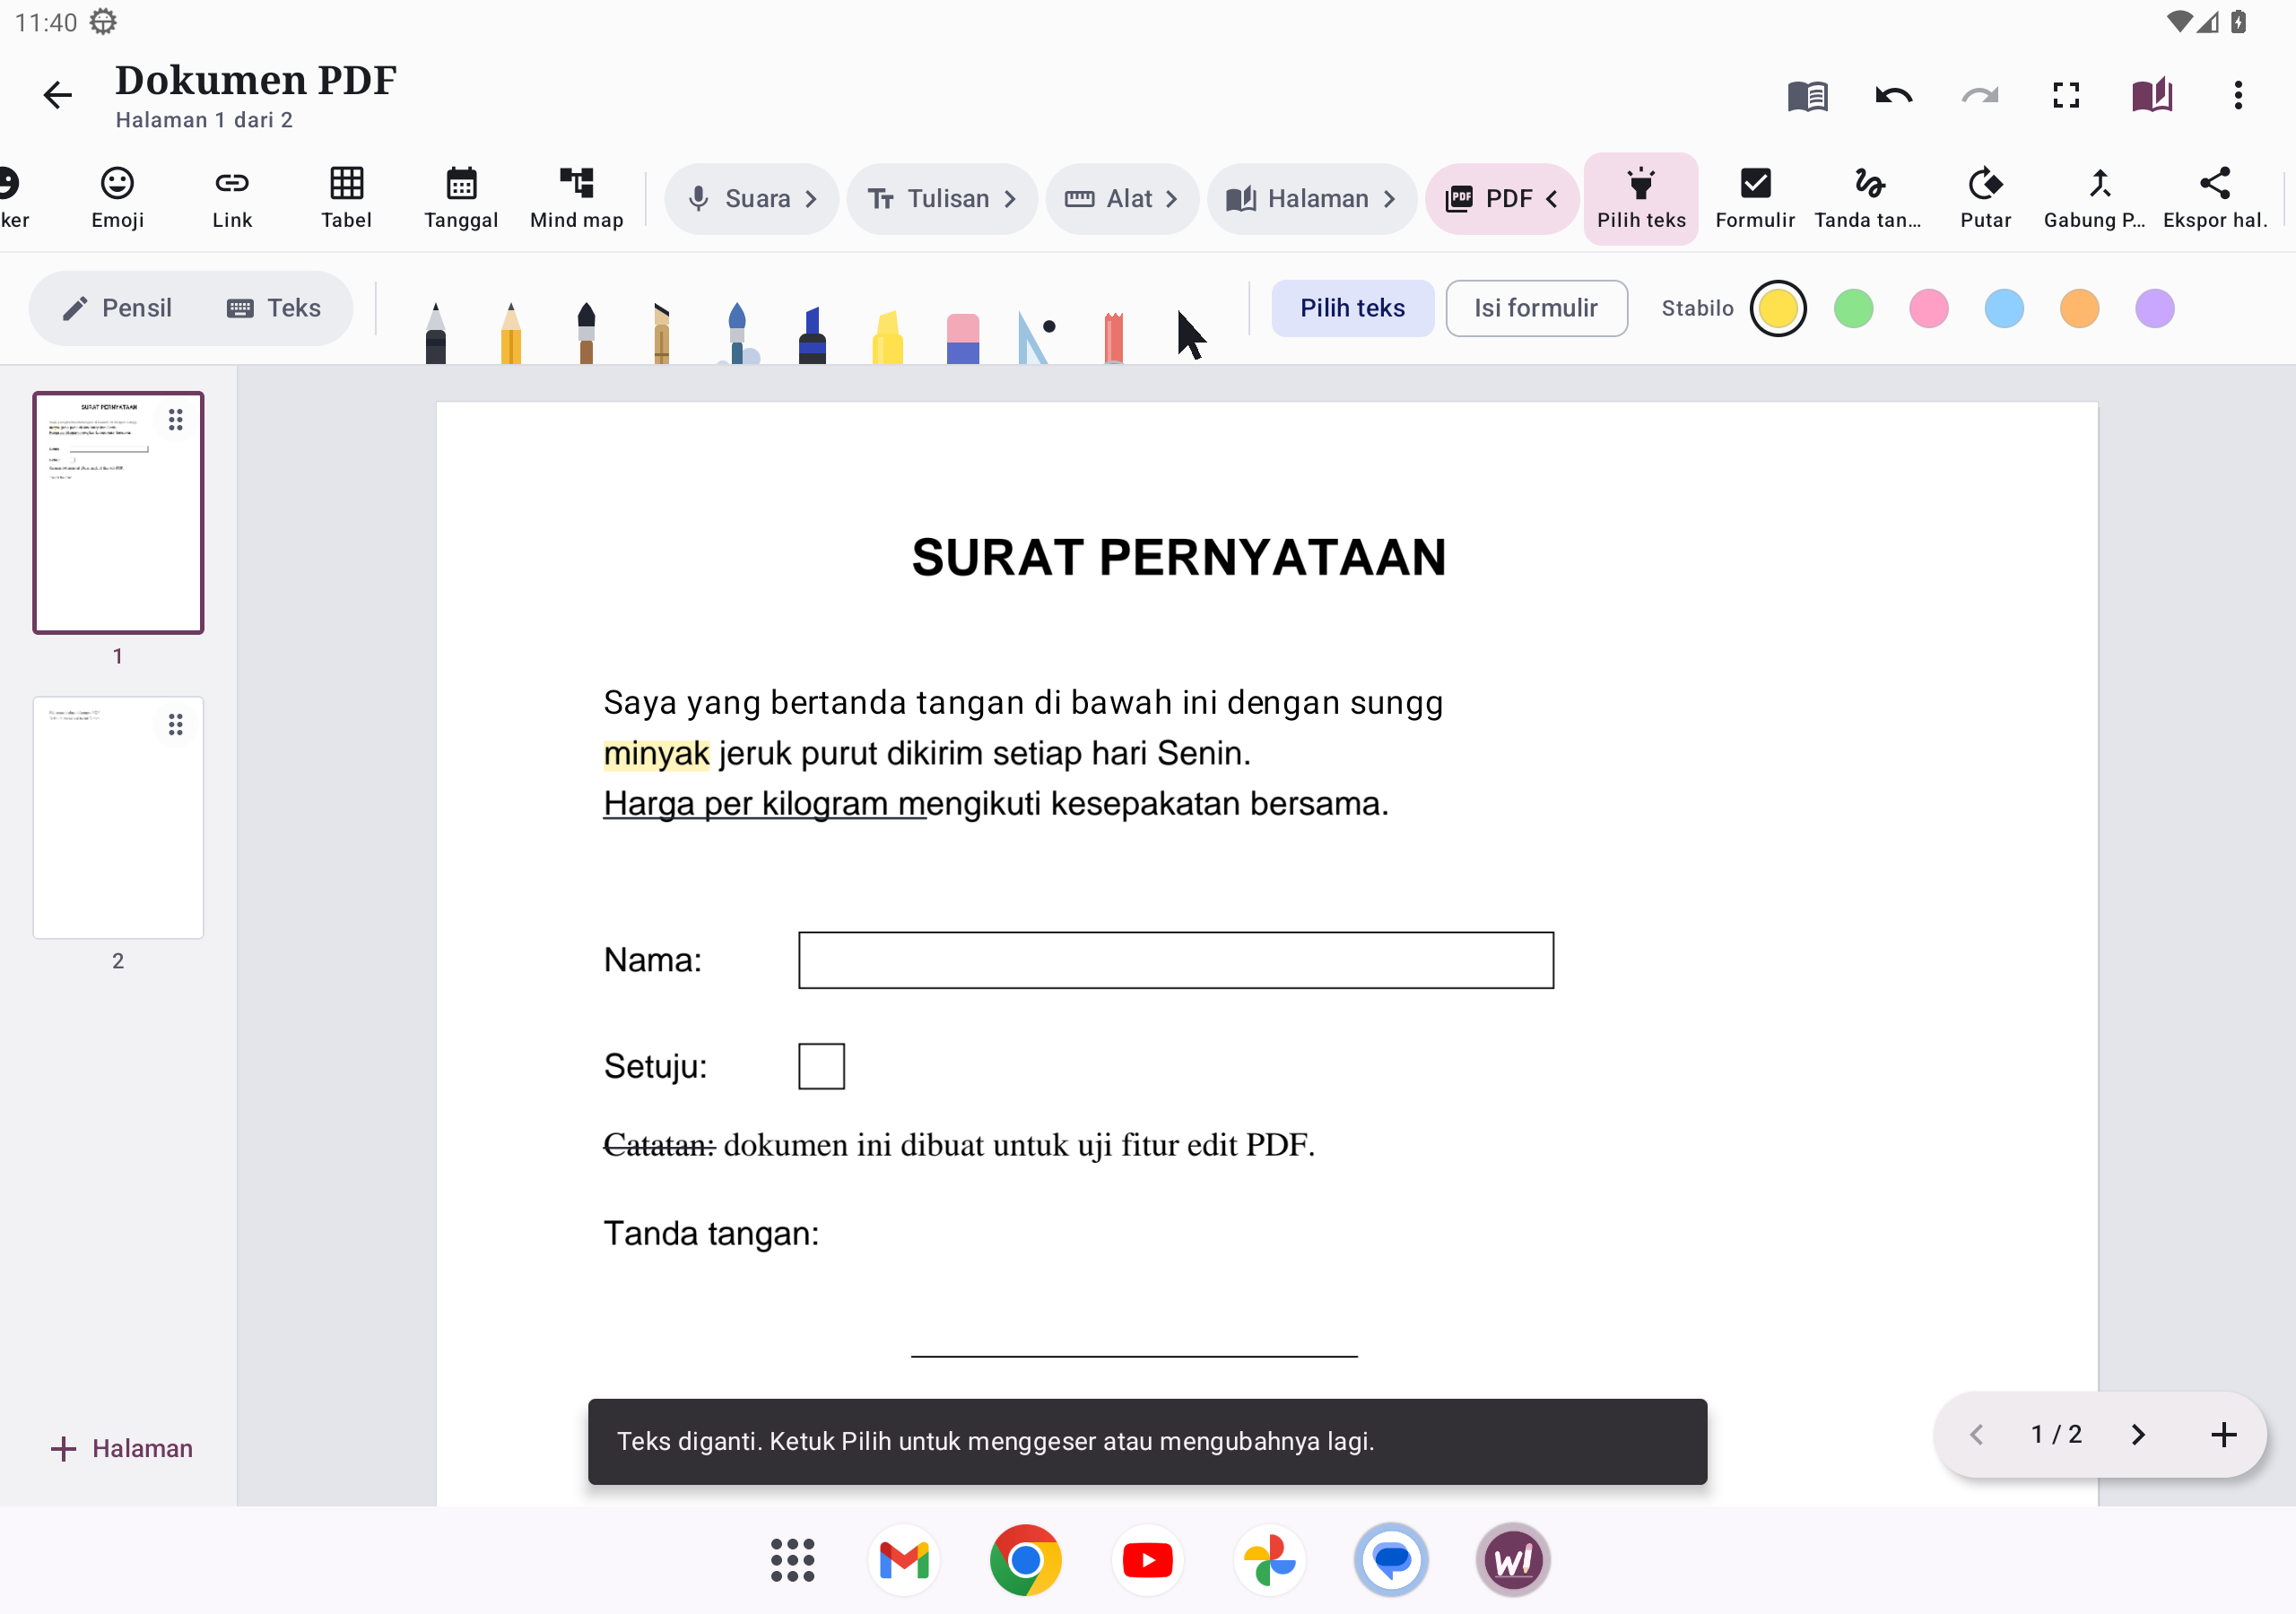 11:40
Dokumen PDF
Halaman 1 dari 2
ker
Emoji
Link
Tabel
Tanggal
Mind map
Suara
Tulisan
Alat
Halaman
PDF
Pilih teks
Formulir
Tanda tan...
Putar
Gabung P...
Ekspor hal.
Pensil
Teks
Pilih teks
Isi formulir
Stabilo
SURAT PERNYATAAN
1
2
Halaman
SURAT PERNYATAAN
Saya yang bertanda tangan di bawah ini dengan sungg
minyak jeruk purut dikirim setiap hari Senin.
Harga per kilogram mengikuti kesepakatan bersama.
Nama:
Setuju:
Catatan: dokumen ini dibuat untuk uji fitur edit PDF.
Tanda tangan:
Teks diganti. Ketuk Pilih untuk menggeser atau mengubahnya lagi.
1 / 2